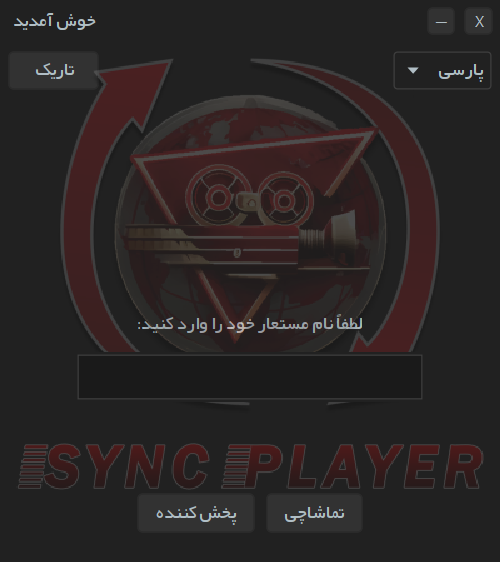 خوش آمدید
— X
تاریک
پارسی
لطفاً نام مستعار خود را وارد کنید:
SYNC PLAYER
پخش کننده
تماشاچی